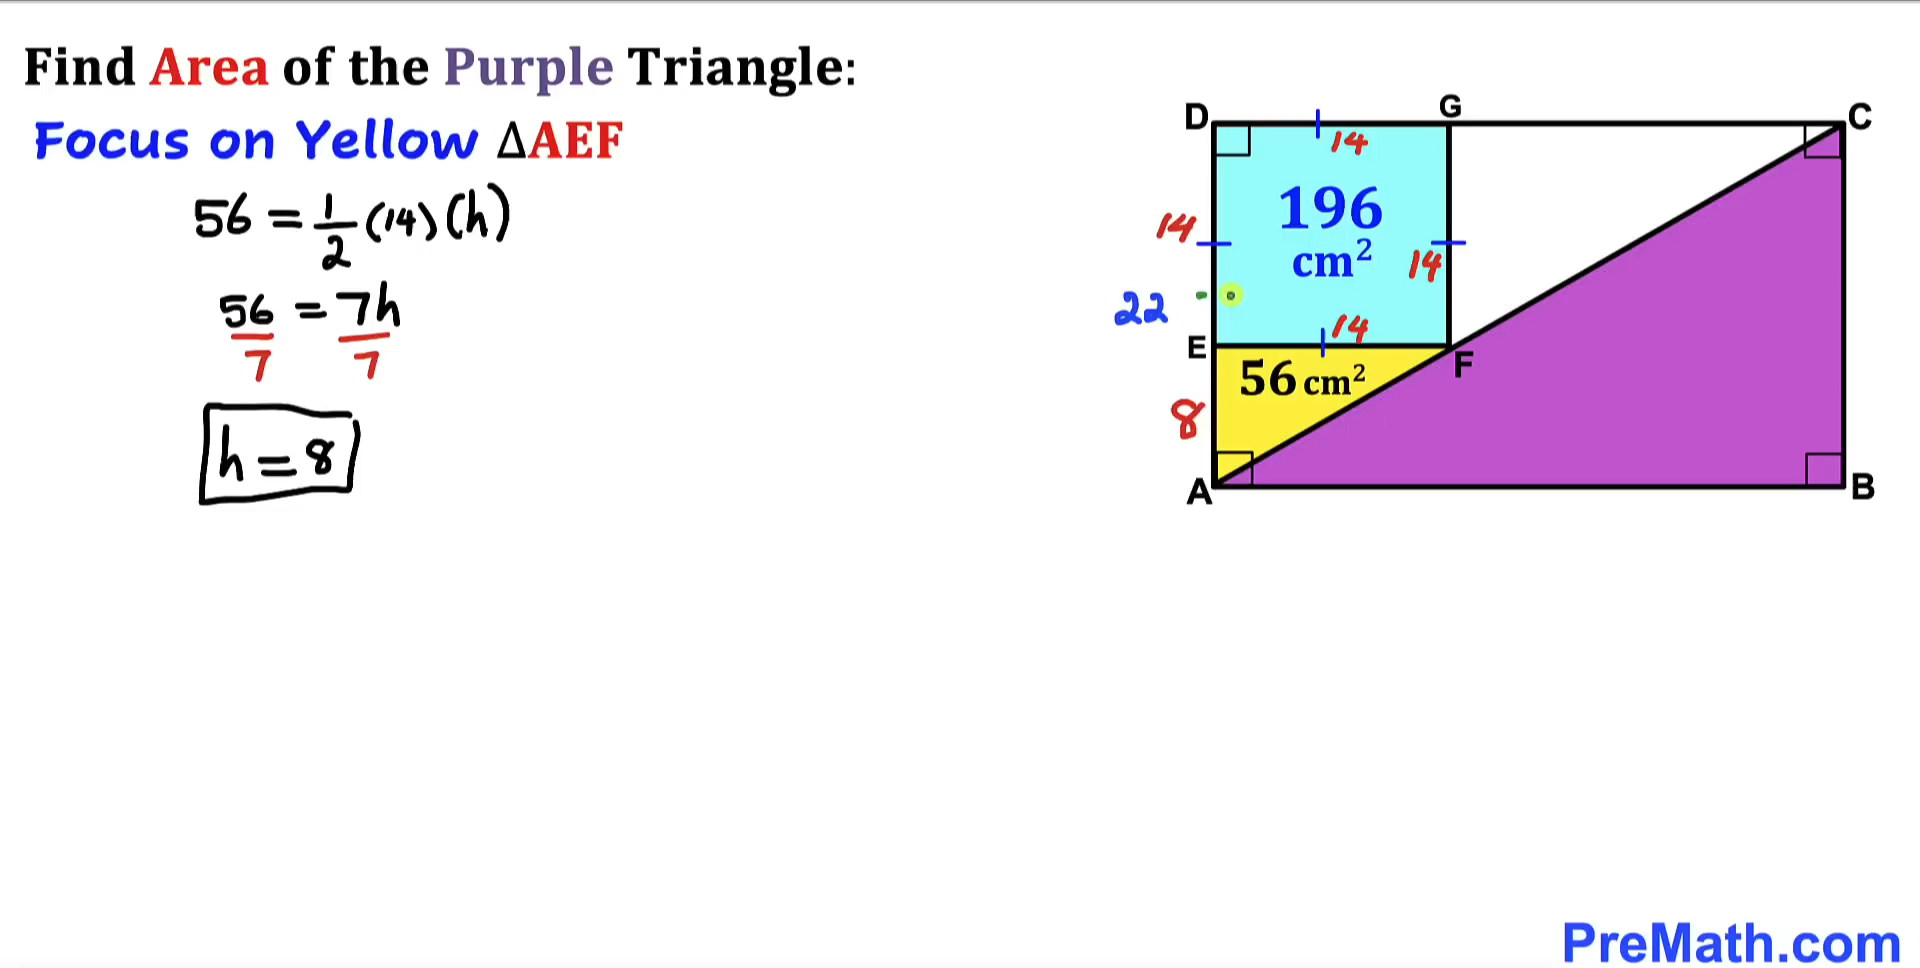 Find Area of the Purple Triangle:
Focus on Yellow ΔAEF
56 = 1/2 (14) (h)
56/7 = 7h/7
h = 8
D
G
C
14
196
cm²
14
14
22
14
E
F
56 cm²
8
A
B
PreMath.com